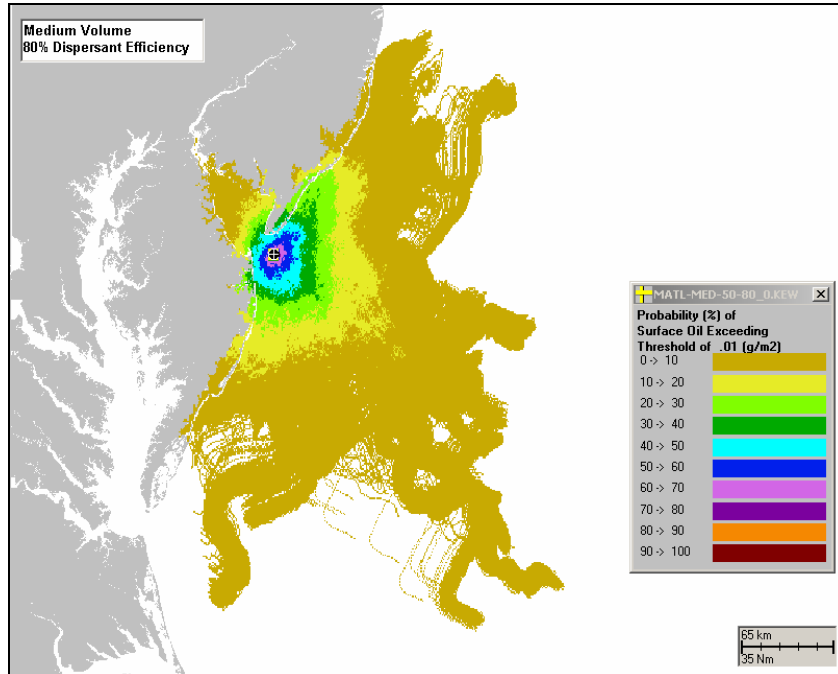 Medium Volume
80% Dispersant Efficiency
MATL-MED-50-80_0.KEW
Probability (%) of
Surface Oil Exceeding
Threshold of .01 (g/m2)
0 -> 10
10 -> 20
20 -> 30
30 -> 40
40 -> 50
50 -> 60
60 -> 70
70 -> 80
80 -> 90
90 -> 100
65 km
35 Nm